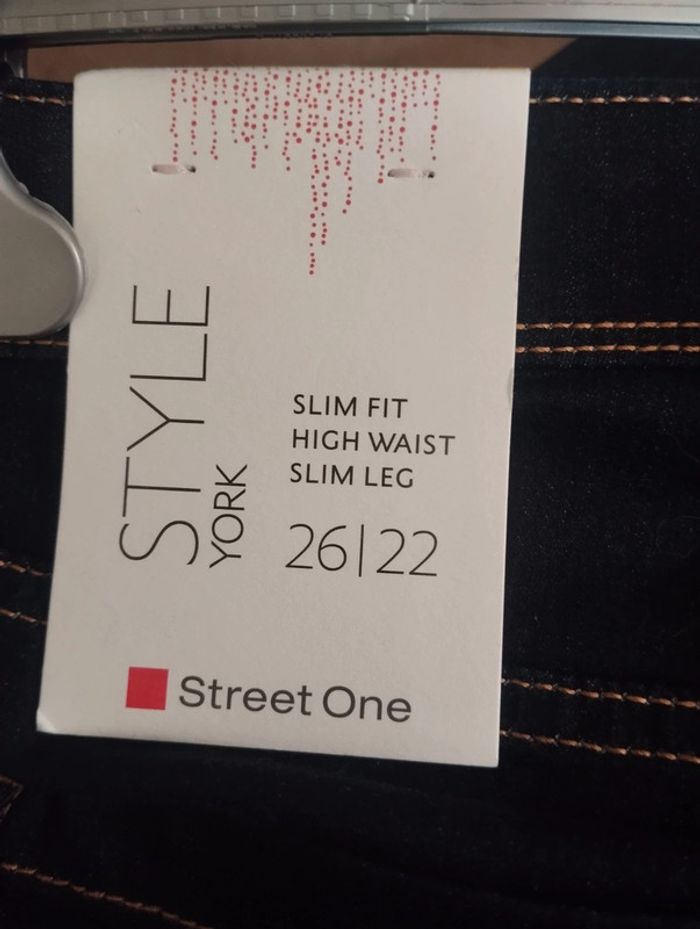 STYLE
YORK
SLIM FIT
HIGH WAIST
SLIM LEG
26|22
Street One